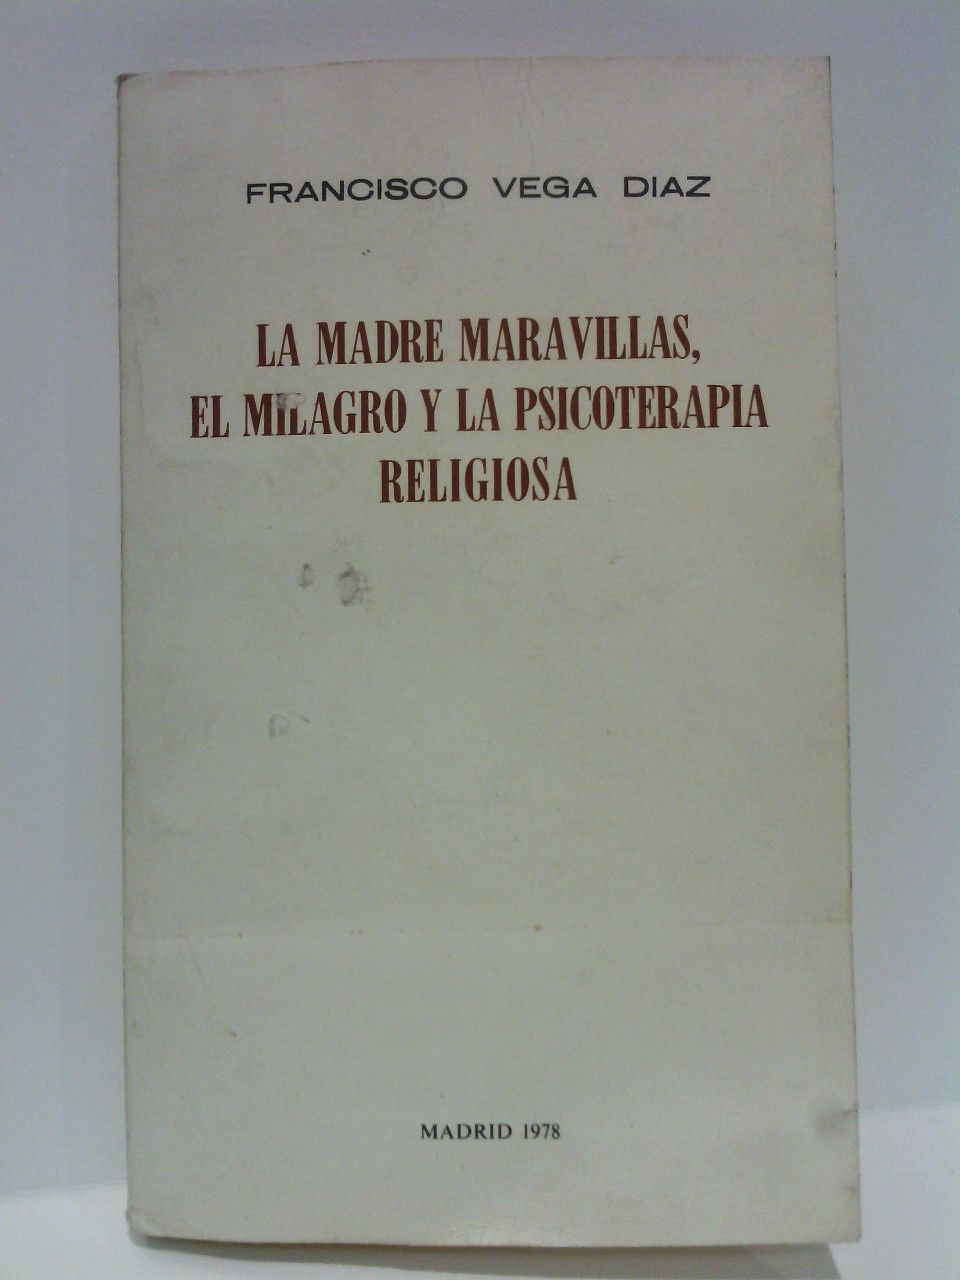 FRANCISCO VEGA DIAZ
LA MADRE MARAVILLAS,
EL MILAGRO Y LA PSICOTERAPIA
RELIGIOSA
MADRID 1978